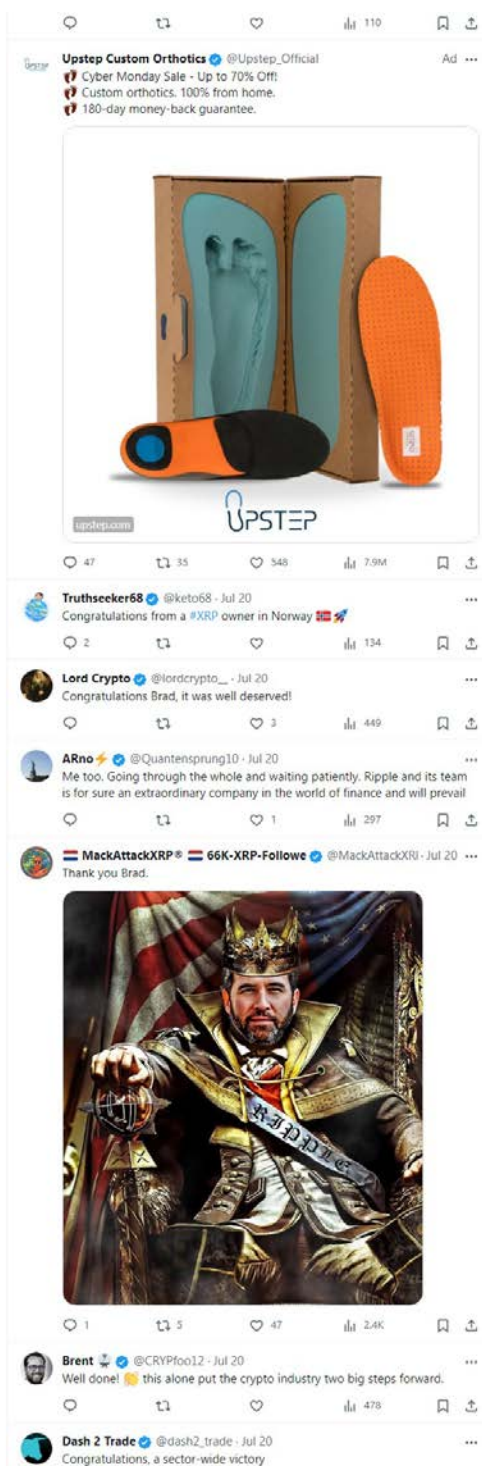 110
Upstep Custom Orthotics @Upstep_Official Ad
Cyber Monday Sale - Up to 70% Off!
Custom orthotics. 100% from home.
180-day money-back guarantee.
UPSTEP
upstep.com
47 35 548 7.9M
Truthseeker68 @keto68 · Jul 20
Congratulations from a #XRP owner in Norway
2 134
Lord Crypto @lordcrypto__ · Jul 20
Congratulations Brad, it was well deserved!
3 449
ARno @Quantensprung10 · Jul 20
Me too. Going through the whole and waiting patiently. Ripple and its team
is for sure an extraordinary company in the world of finance and will prevail
1 297
MackAttackXRP® 66K-XRP-Followe @MackAttackXRl · Jul 20
Thank you Brad.
RIPPLE
1 5 47 2.4K
Brent @CRYPfoo12 · Jul 20
Well done! this alone put the crypto industry two big steps forward.
478
Dash 2 Trade @dash2_trade · Jul 20
Congratulations, a sector-wide victory